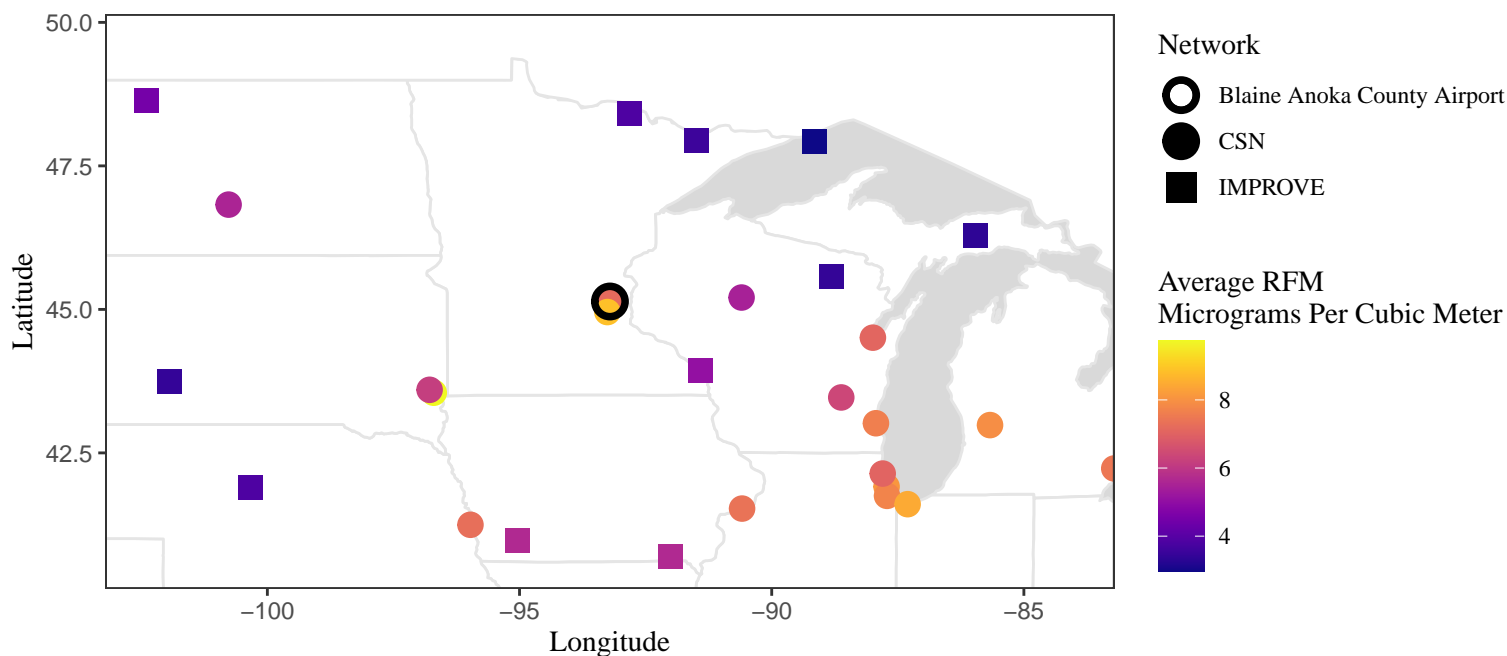 50.0
47.5
45.0
42.5
Latitude
−100
−95
−90
−85
Longitude
Network
Blaine Anoka County Airport
CSN
IMPROVE
Average RFM
Micrograms Per Cubic Meter
8
6
4